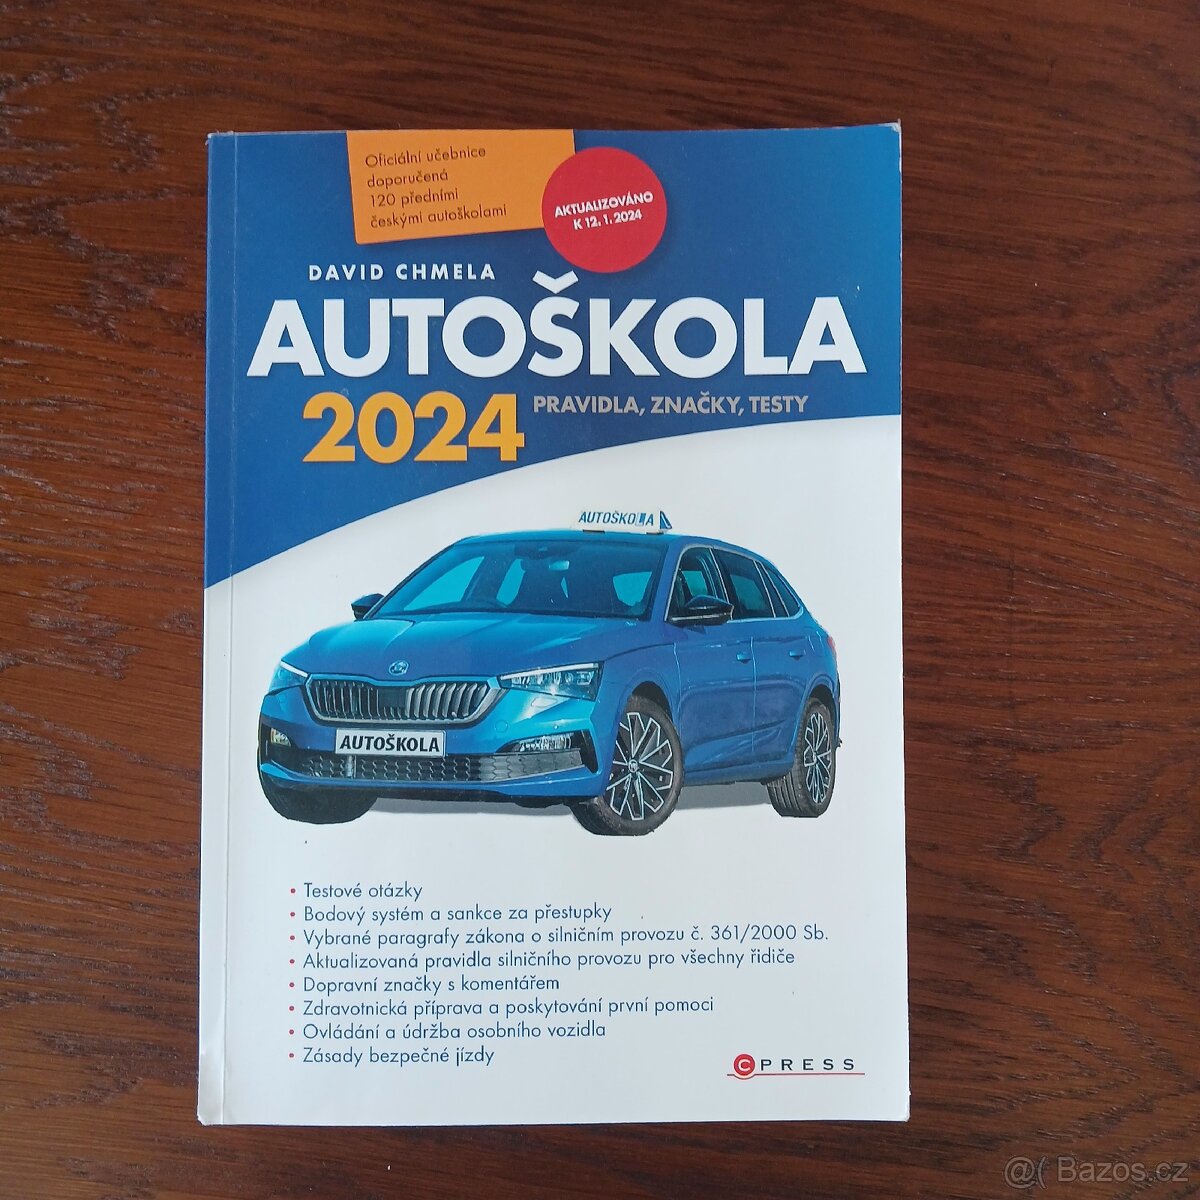 Oficiální učebnice
doporučená
120 předními
českými autoškolami
AKTUALIZOVÁNO
K 12. 1. 2024
DAVID CHMELA
AUTOŠKOLA
2024
PRAVIDLA, ZNAČKY, TESTY
AUTOŠKOLA
AUTOŠKOLA
• Testové otázky
• Bodový systém a sankce za přestupky
• Vybrané paragrafy zákona o silničním provozu č. 361/2000 Sb.
• Aktualizovaná pravidla silničního provozu pro všechny řidiče
• Dopravní značky s komentářem
• Zdravotnická příprava a poskytování první pomoci
• Ovládání a údržba osobního vozidla
• Zásady bezpečné jízdy
CPRESS
@( Bazos.cz